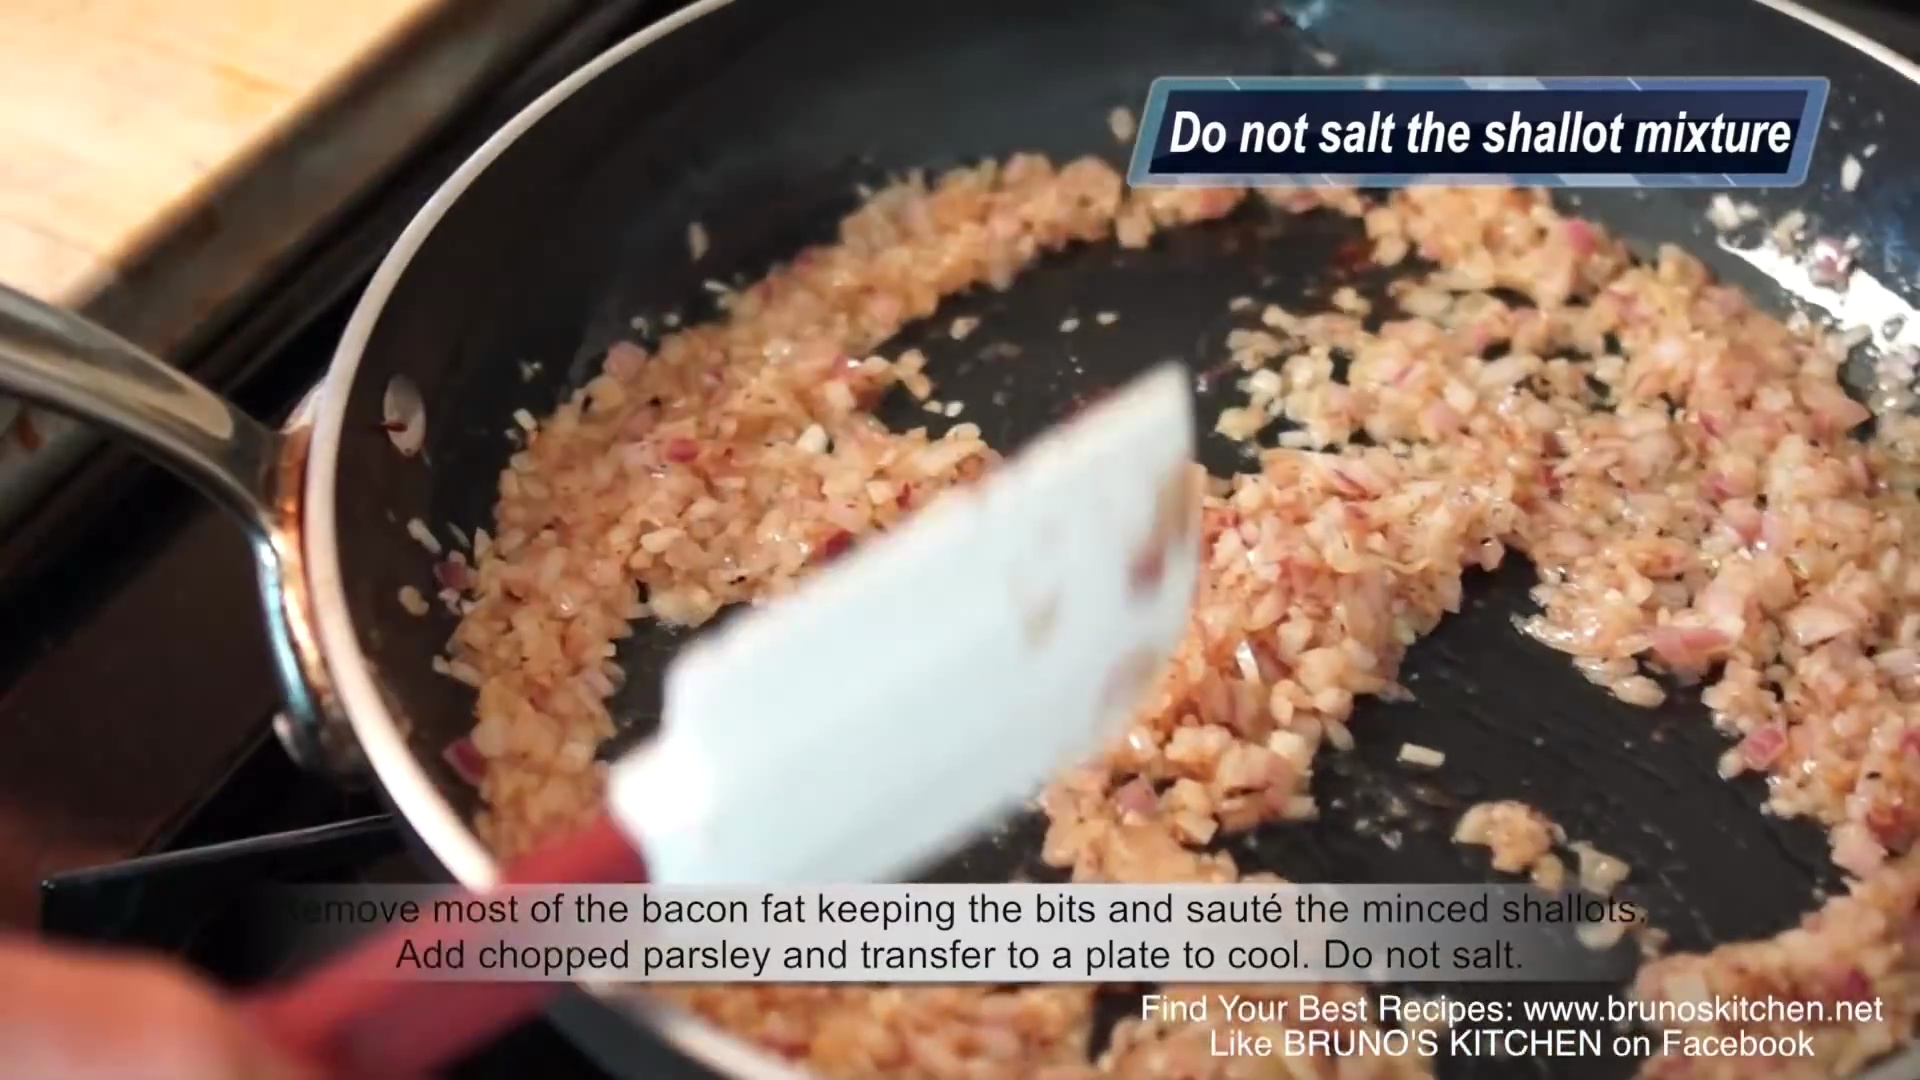 Do not salt the shallot mixture
Remove most of the bacon fat keeping the bits and sauté the minced shallots.
Add chopped parsley and transfer to a plate to cool. Do not salt.
Find Your Best Recipes: www.brunoskitchen.net
Like BRUNO'S KITCHEN on Facebook